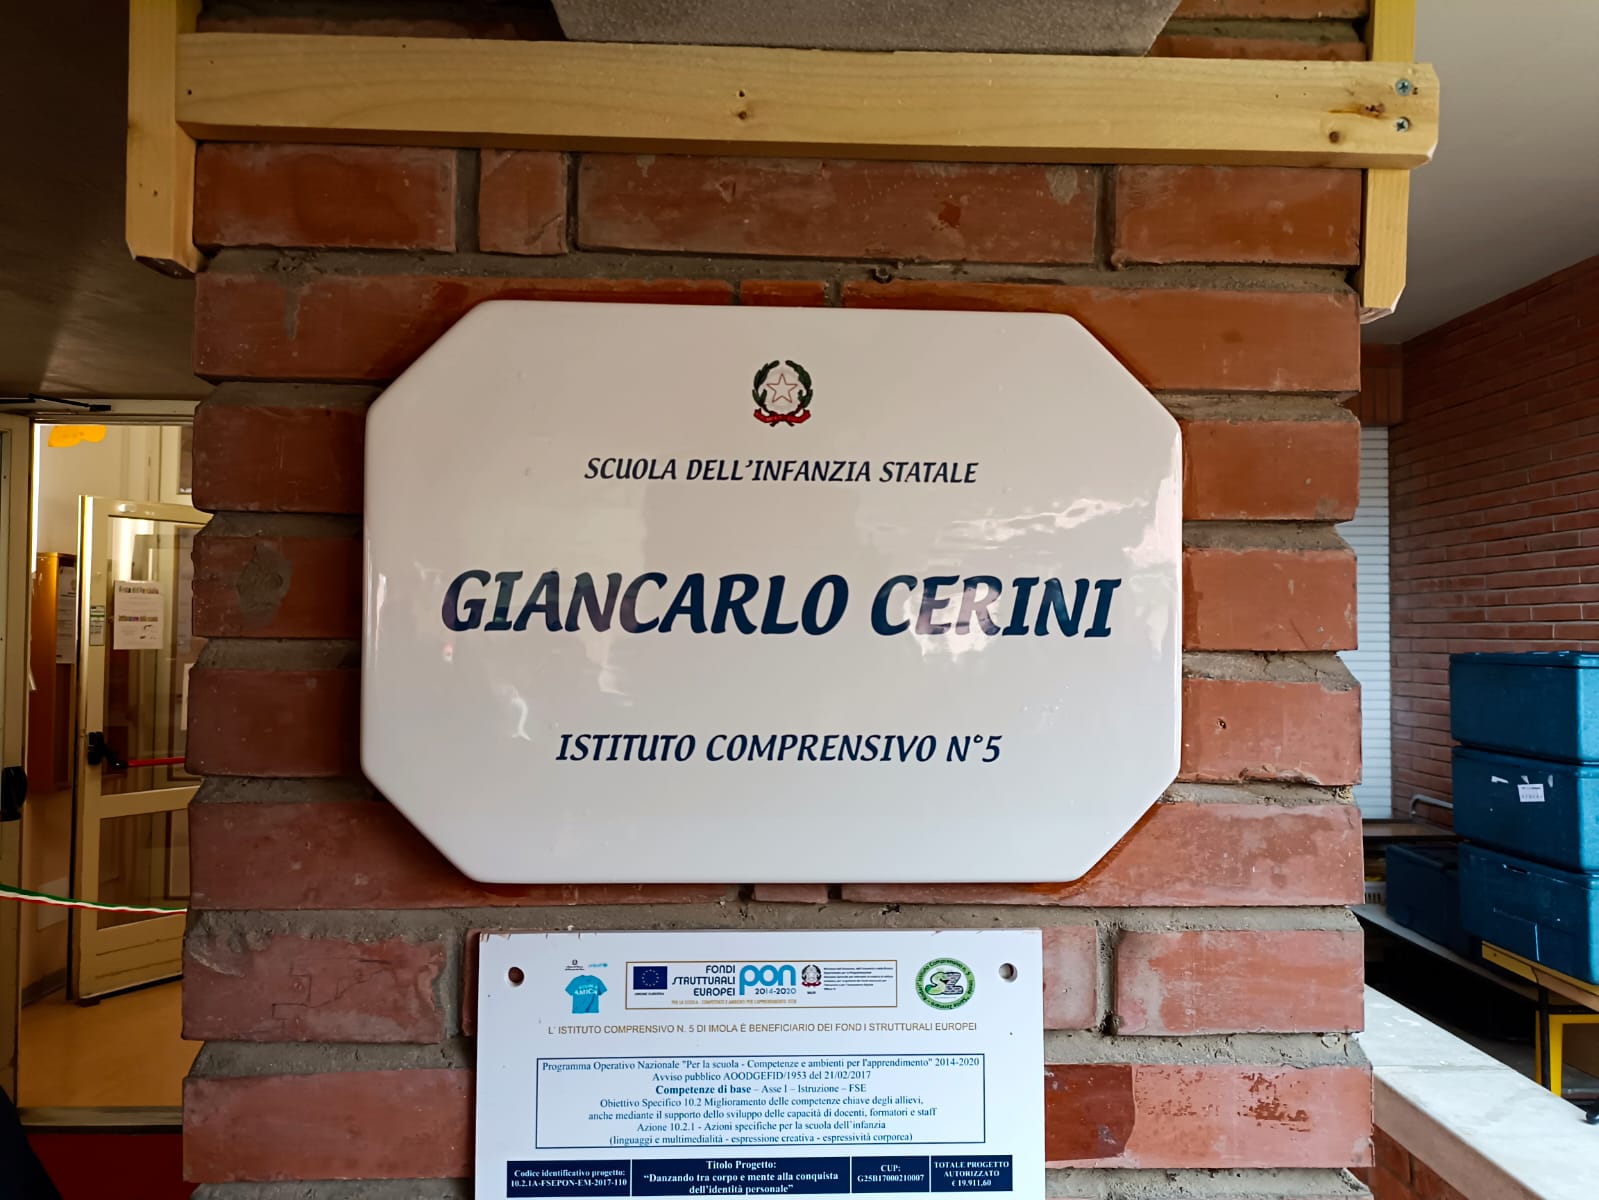 SCUOLA DELL'INFANZIA STATALE
GIANCARLO CERINI
ISTITUTO COMPRENSIVO N°5
FONDI
STRUTTURALI
EUROPEI
pon
2014-2020
UNIONE EUROPEA
L' ISTITUTO COMPRENSIVO N. 5 DI IMOLA È BENEFICIARIO DEI FOND I STRUTTURALI EUROPEI
Programma Operativo Nazionale "Per la scuola - Competenze e ambienti per l'apprendimento" 2014-2020
Avviso pubblico AOODGEFID/1953 del 21/02/2017
Competenze di base – Asse I – Istruzione – FSE
Obiettivo Specifico 10.2 Miglioramento delle competenze chiave degli allievi,
anche mediante il supporto dello sviluppo delle capacità di docenti, formatori e staff
Azione 10.2.1 - Azioni specifiche per la scuola dell'infanzia
(linguaggi e multimedialità - espressione creativa - espressività corporea)
Codice identificativo progetto:
10.2.1A-FSEPON-EM-2017-110
Titolo Progetto:
"Danzando tra corpo e mente alla conquista
dell'identità personale"
CUP:
G25B17000210007
TOTALE PROGETTO
AUTORIZZATO
€ 19.911,60